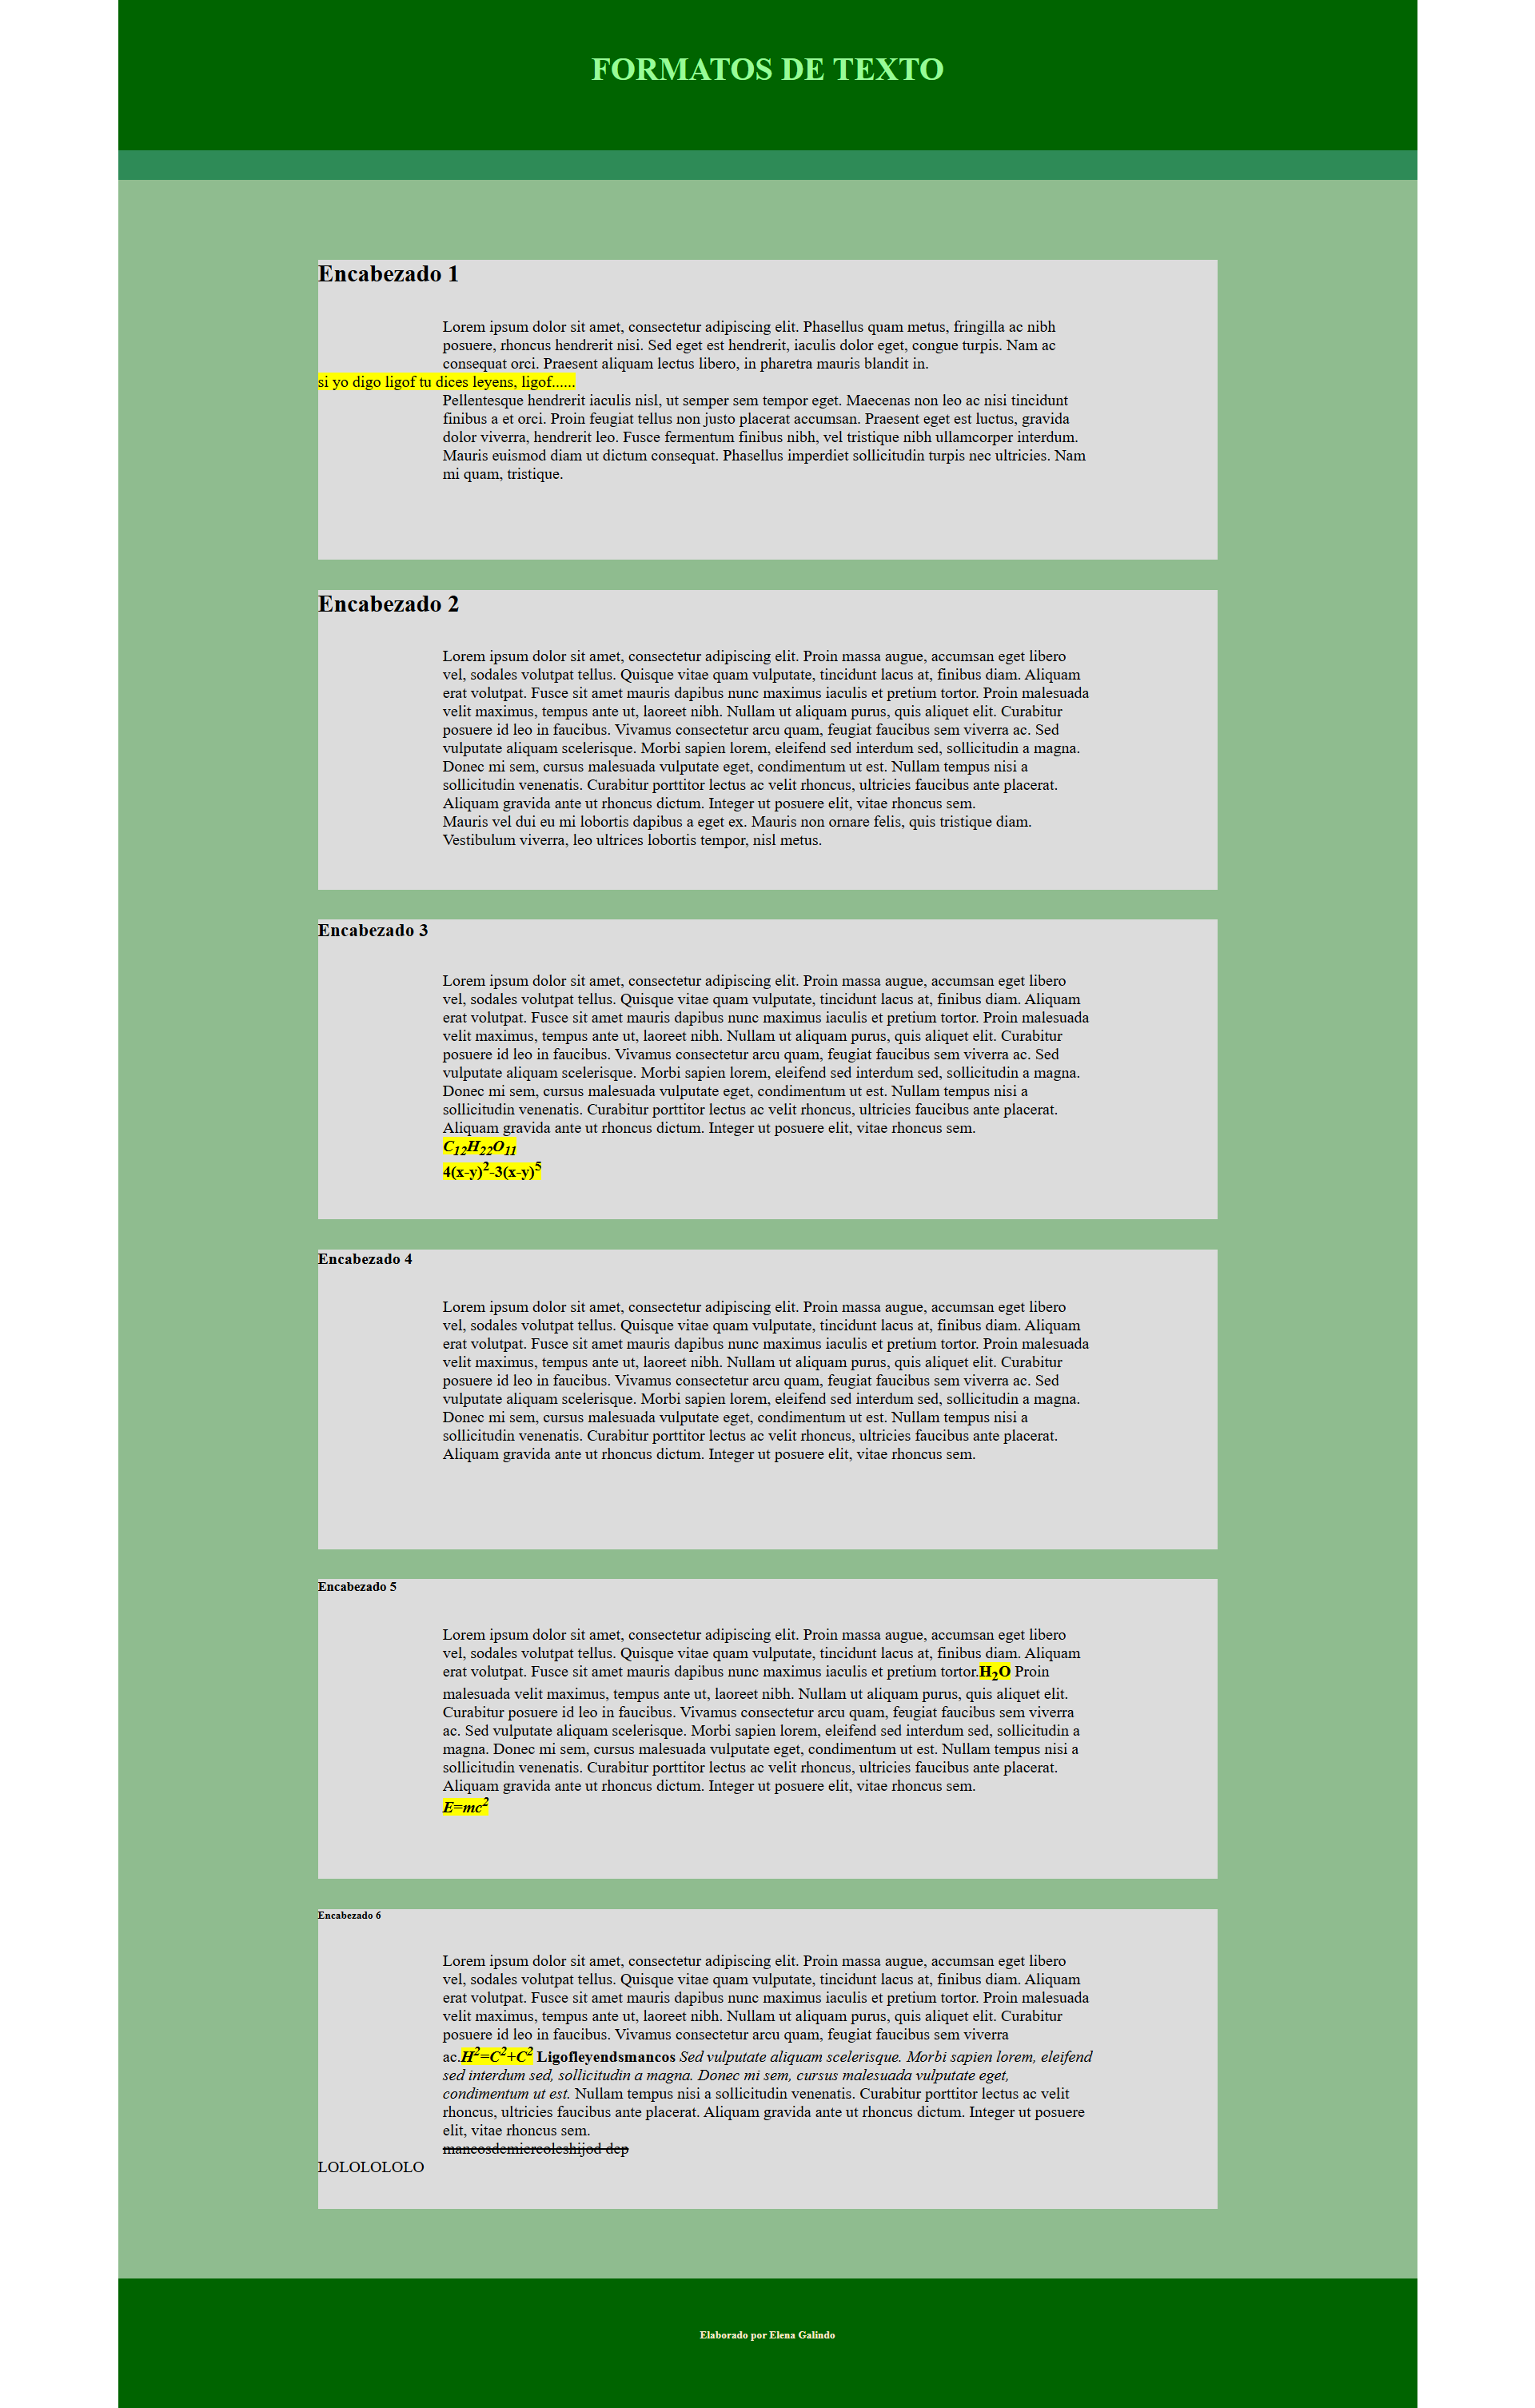 FORMATOS DE TEXTO
Encabezado 1
Lorem ipsum dolor sit amet, consectetur adipiscing elit. Phasellus quam metus, fringilla ac nibh
posuere, rhoncus hendrerit nisi. Sed eget est hendrerit, iaculis dolor eget, congue turpis. Nam ac
consequat orci. Praesent aliquam lectus libero, in pharetra mauris blandit in.
si yo digo ligof tu dices leyens, ligof......
Pellentesque hendrerit iaculis nisl, ut semper sem tempor eget. Maecenas non leo ac nisi tincidunt
finibus a et orci. Proin feugiat tellus non justo placerat accumsan. Praesent eget est luctus, gravida
dolor viverra, hendrerit leo. Fusce fermentum finibus nibh, vel tristique nibh ullamcorper interdum.
Mauris euismod diam ut dictum consequat. Phasellus imperdiet sollicitudin turpis nec ultricies. Nam
mi quam, tristique.
Encabezado 2
Lorem ipsum dolor sit amet, consectetur adipiscing elit. Proin massa augue, accumsan eget libero
vel, sodales volutpat tellus. Quisque vitae quam vulputate, tincidunt lacus at, finibus diam. Aliquam
erat volutpat. Fusce sit amet mauris dapibus nunc maximus iaculis et pretium tortor. Proin malesuada
velit maximus, tempus ante ut, laoreet nibh. Nullam ut aliquam purus, quis aliquet elit. Curabitur
posuere id leo in faucibus. Vivamus consectetur arcu quam, feugiat faucibus sem viverra ac. Sed
vulputate aliquam scelerisque. Morbi sapien lorem, eleifend sed interdum sed, sollicitudin a magna.
Donec mi sem, cursus malesuada vulputate eget, condimentum ut est. Nullam tempus nisi a
sollicitudin venenatis. Curabitur porttitor lectus ac velit rhoncus, ultricies faucibus ante placerat.
Aliquam gravida ante ut rhoncus dictum. Integer ut posuere elit, vitae rhoncus sem.
Mauris vel dui eu mi lobortis dapibus a eget ex. Mauris non ornare felis, quis tristique diam.
Vestibulum viverra, leo ultrices lobortis tempor, nisl metus.
Encabezado 3
Lorem ipsum dolor sit amet, consectetur adipiscing elit. Proin massa augue, accumsan eget libero
vel, sodales volutpat tellus. Quisque vitae quam vulputate, tincidunt lacus at, finibus diam. Aliquam
erat volutpat. Fusce sit amet mauris dapibus nunc maximus iaculis et pretium tortor. Proin malesuada
velit maximus, tempus ante ut, laoreet nibh. Nullam ut aliquam purus, quis aliquet elit. Curabitur
posuere id leo in faucibus. Vivamus consectetur arcu quam, feugiat faucibus sem viverra ac. Sed
vulputate aliquam scelerisque. Morbi sapien lorem, eleifend sed interdum sed, sollicitudin a magna.
Donec mi sem, cursus malesuada vulputate eget, condimentum ut est. Nullam tempus nisi a
sollicitudin venenatis. Curabitur porttitor lectus ac velit rhoncus, ultricies faucibus ante placerat.
Aliquam gravida ante ut rhoncus dictum. Integer ut posuere elit, vitae rhoncus sem.
C₁₂H₂₂O₁₁
4(x-y)²-3(x-y)⁵
Encabezado 4
Lorem ipsum dolor sit amet, consectetur adipiscing elit. Proin massa augue, accumsan eget libero
vel, sodales volutpat tellus. Quisque vitae quam vulputate, tincidunt lacus at, finibus diam. Aliquam
erat volutpat. Fusce sit amet mauris dapibus nunc maximus iaculis et pretium tortor. Proin malesuada
velit maximus, tempus ante ut, laoreet nibh. Nullam ut aliquam purus, quis aliquet elit. Curabitur
posuere id leo in faucibus. Vivamus consectetur arcu quam, feugiat faucibus sem viverra ac. Sed
vulputate aliquam scelerisque. Morbi sapien lorem, eleifend sed interdum sed, sollicitudin a magna.
Donec mi sem, cursus malesuada vulputate eget, condimentum ut est. Nullam tempus nisi a
sollicitudin venenatis. Curabitur porttitor lectus ac velit rhoncus, ultricies faucibus ante placerat.
Aliquam gravida ante ut rhoncus dictum. Integer ut posuere elit, vitae rhoncus sem.
Encabezado 5
Lorem ipsum dolor sit amet, consectetur adipiscing elit. Proin massa augue, accumsan eget libero
vel, sodales volutpat tellus. Quisque vitae quam vulputate, tincidunt lacus at, finibus diam. Aliquam
erat volutpat. Fusce sit amet mauris dapibus nunc maximus iaculis et pretium tortor.H₂O Proin
malesuada velit maximus, tempus ante ut, laoreet nibh. Nullam ut aliquam purus, quis aliquet elit.
Curabitur posuere id leo in faucibus. Vivamus consectetur arcu quam, feugiat faucibus sem viverra
ac. Sed vulputate aliquam scelerisque. Morbi sapien lorem, eleifend sed interdum sed, sollicitudin a
magna. Donec mi sem, cursus malesuada vulputate eget, condimentum ut est. Nullam tempus nisi a
sollicitudin venenatis. Curabitur porttitor lectus ac velit rhoncus, ultricies faucibus ante placerat.
Aliquam gravida ante ut rhoncus dictum. Integer ut posuere elit, vitae rhoncus sem.
E=mc²
Encabezado 6
Lorem ipsum dolor sit amet, consectetur adipiscing elit. Proin massa augue, accumsan eget libero
vel, sodales volutpat tellus. Quisque vitae quam vulputate, tincidunt lacus at, finibus diam. Aliquam
erat volutpat. Fusce sit amet mauris dapibus nunc maximus iaculis et pretium tortor. Proin malesuada
velit maximus, tempus ante ut, laoreet nibh. Nullam ut aliquam purus, quis aliquet elit. Curabitur
posuere id leo in faucibus. Vivamus consectetur arcu quam, feugiat faucibus sem viverra
ac.H²=C²+C² Ligofleyendsmancos Sed vulputate aliquam scelerisque. Morbi sapien lorem, eleifend
sed interdum sed, sollicitudin a magna. Donec mi sem, cursus malesuada vulputate eget,
condimentum ut est. Nullam tempus nisi a sollicitudin venenatis. Curabitur porttitor lectus ac velit
rhoncus, ultricies faucibus ante placerat. Aliquam gravida ante ut rhoncus dictum. Integer ut posuere
elit, vitae rhoncus sem.
mancosdemiercoleshijod dep
LOLOLOLOLO
Elaborado por Elena Galindo